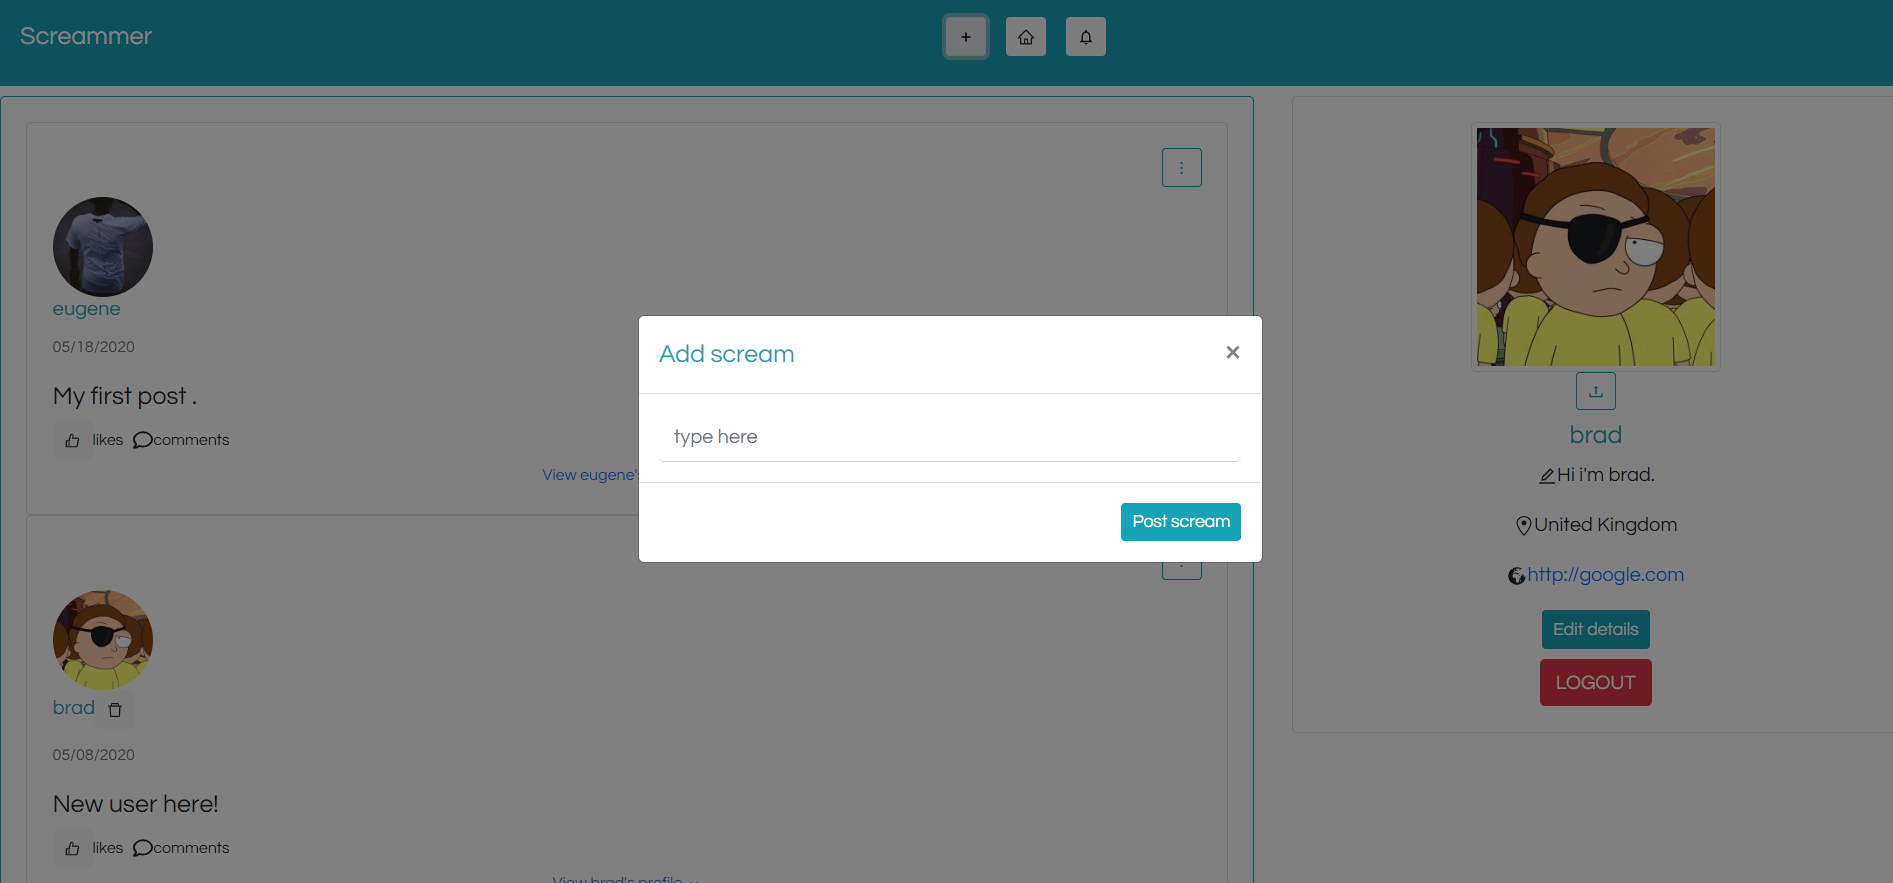 Screammer
eugene
05/18/2020
My first post .
likes comments
View eugene's
Add scream
×
type here
Post scream
brad
05/08/2020
New user here!
likes comments
View brad's profile
brad
Hi i'm brad.
United Kingdom
http://google.com
Edit details
LOGOUT